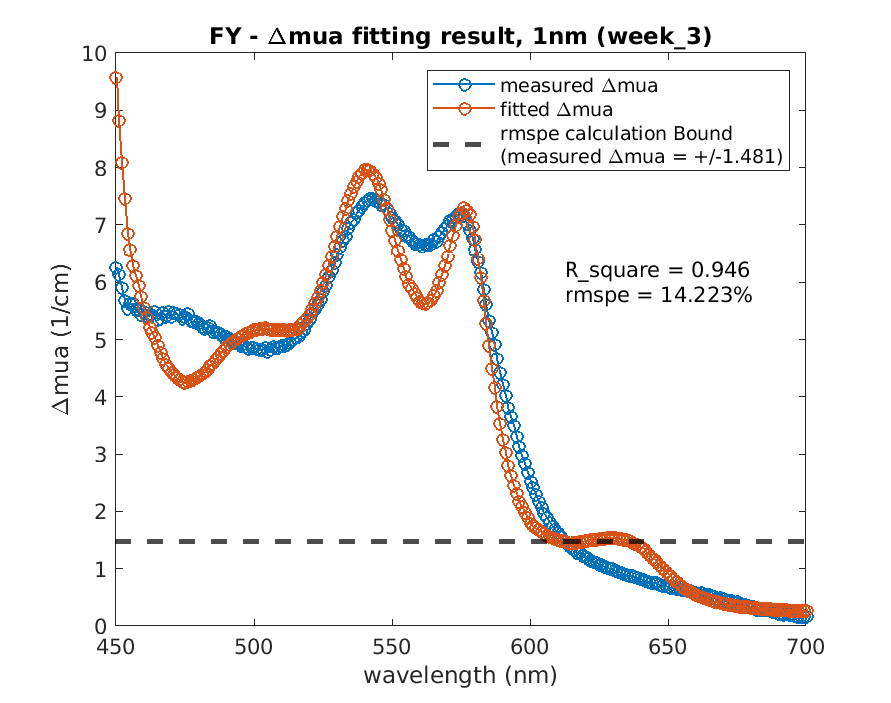 FY - Δmua fitting result, 1nm (week_3)
10
9
8
7
6
5
4
3
2
1
0
Δmua (1/cm)
measured Δmua
fitted Δmua
rmspe calculation Bound
(measured Δmua = +/-1.481)
R_square = 0.946
rmspe = 14.223%
450 500 550 600 650 700
wavelength (nm)